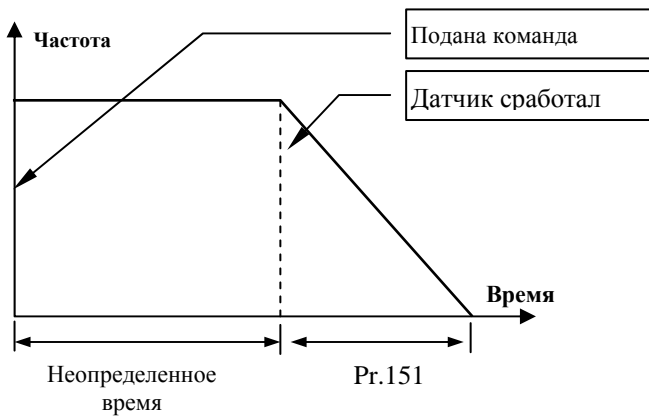 Частота
Подана команда
Датчик сработал
Время
Неопределенное
время
Pr.151